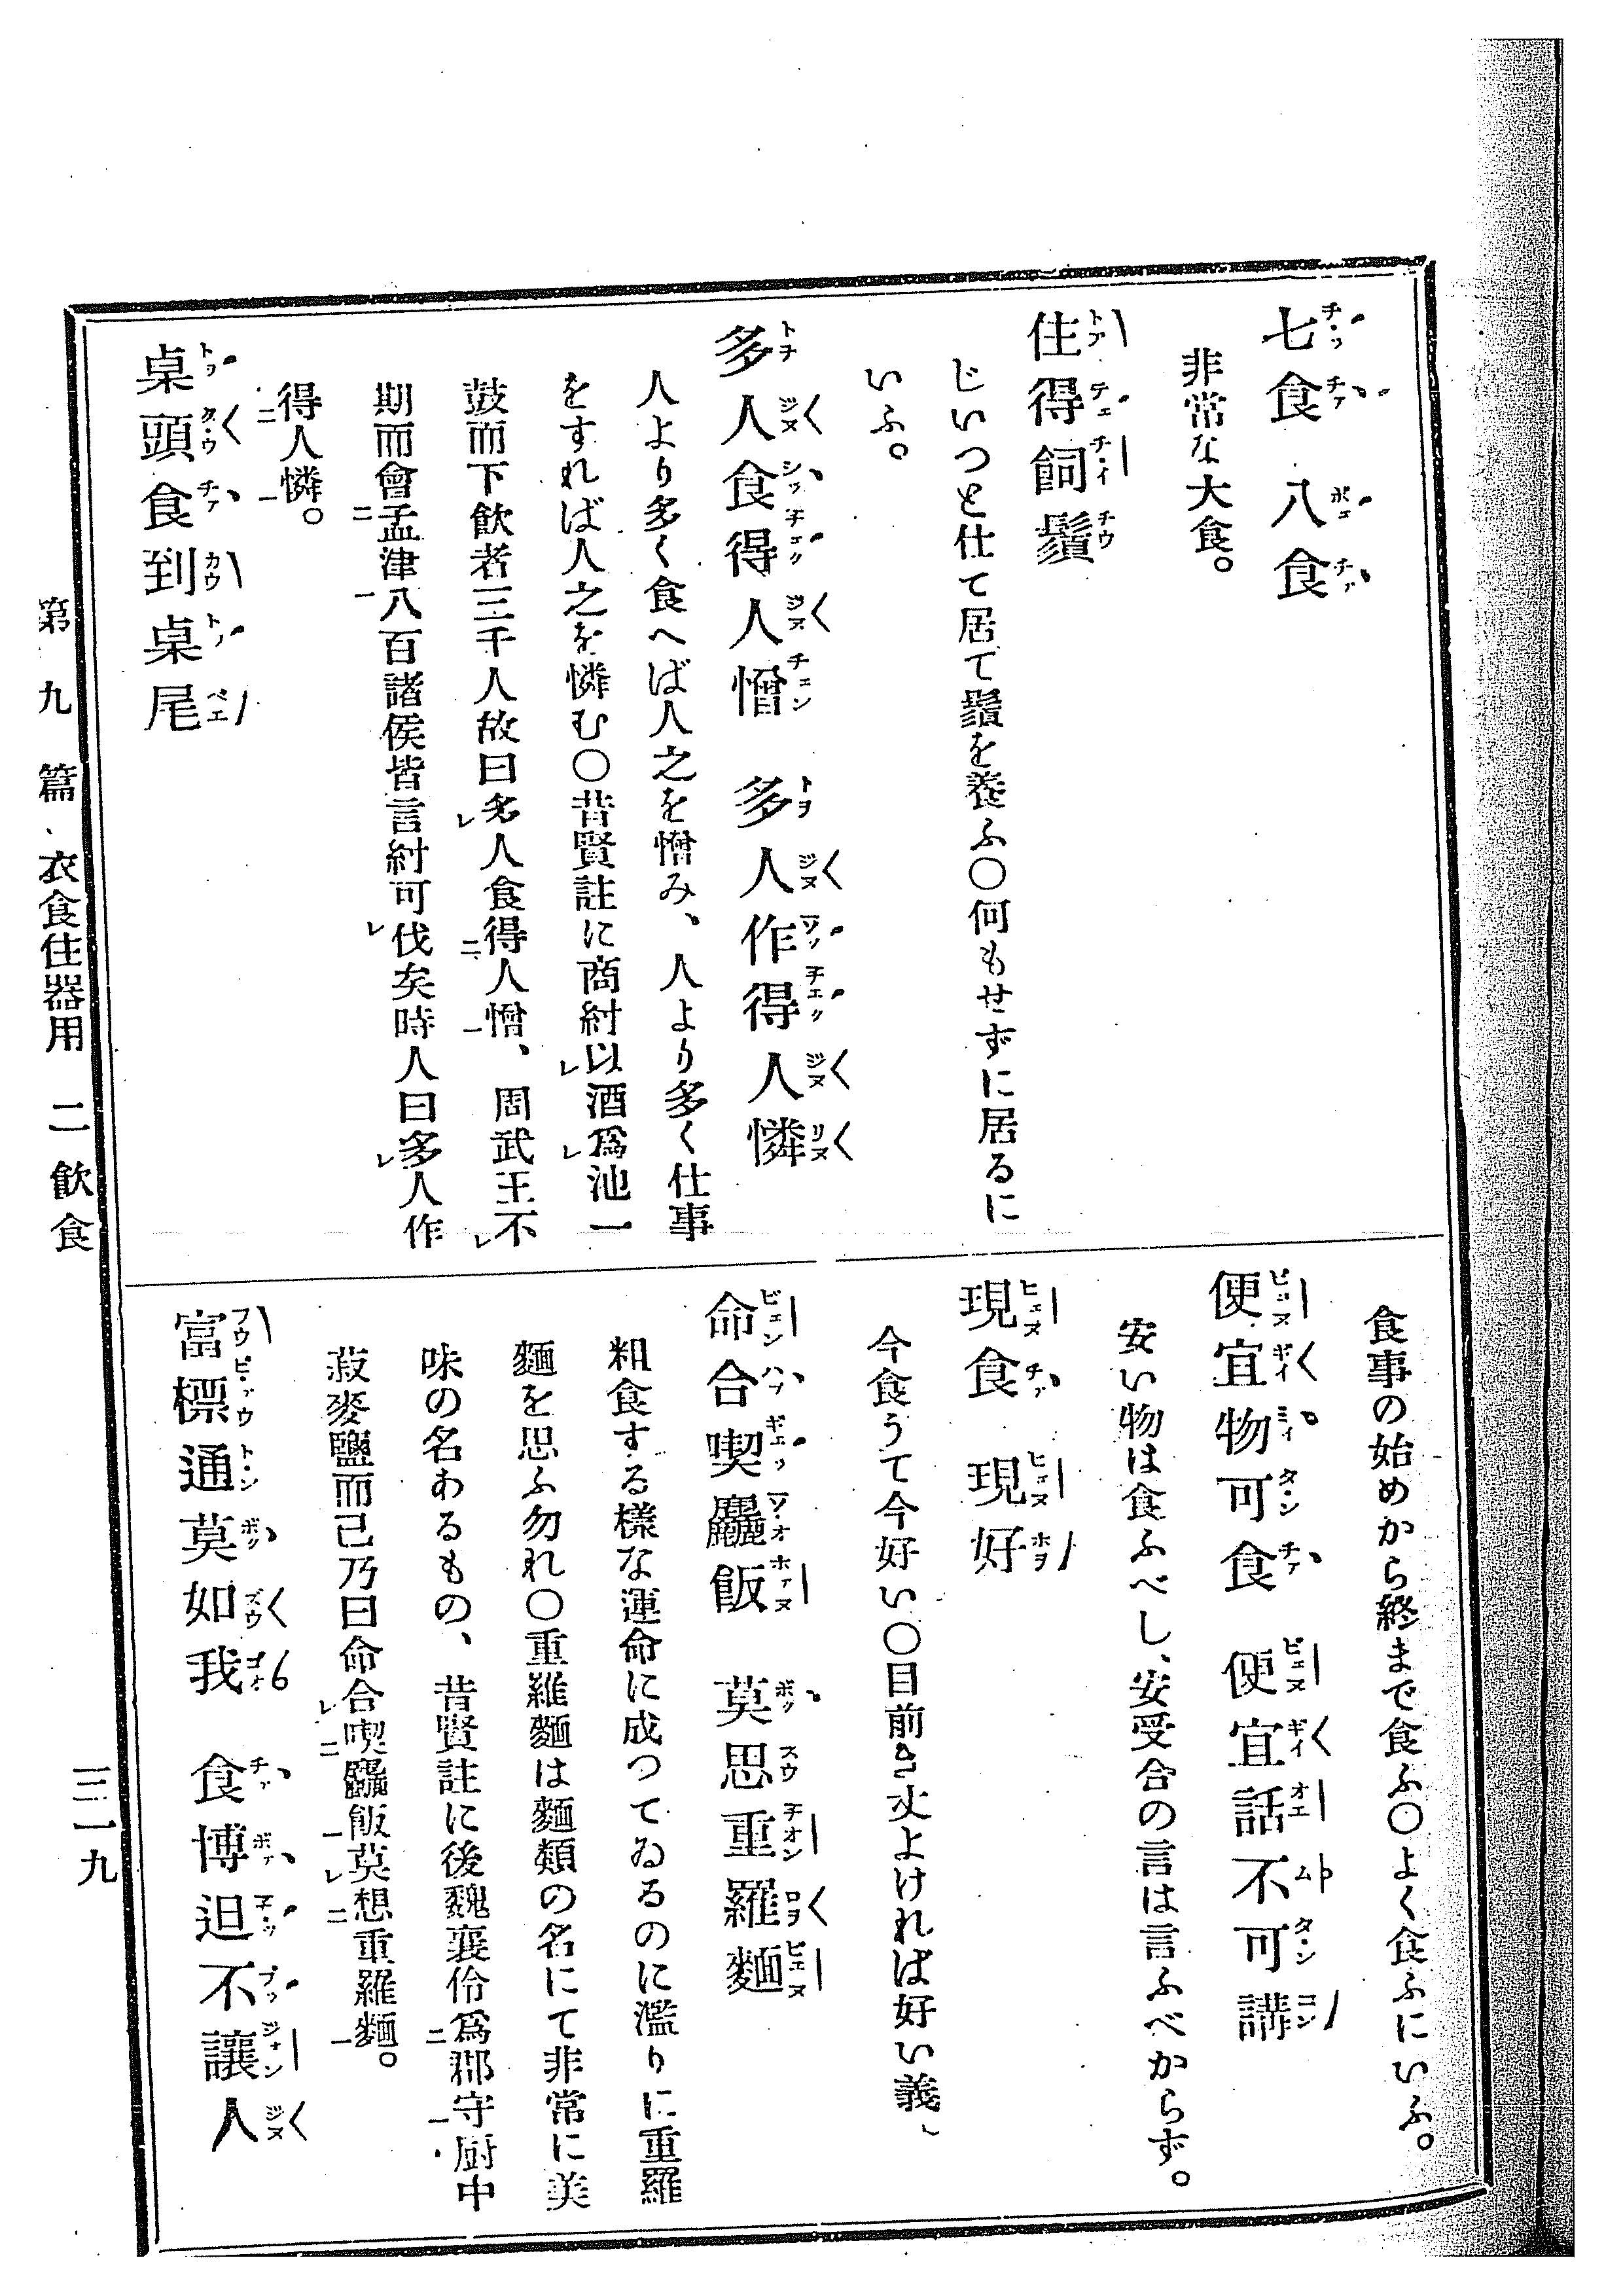 七食　八食
非常な大食。
住得飼鬚
じいつと仕て居て鬚を養ふ〇何もせずに居るに
いふ。
多人食得人憎　多人作得人憐
人より多く食へば人之を憎み、人より多く仕事
をすれば人之を憐む〇昔賢註に商紂以酒爲池一
鼓而下飲者三千人故曰多人食得人憎、周武王不
期而會孟津八百諸侯皆言紂可伐矣時人曰多人作
得人憐。
桌頭食到桌尾
食事の始めから終まで食ふ〇よく食ふにいふ。
便宜物可食　便宜話不可講
安い物は食ふべし、安受合の言は言ふべからず。
現食　現好
今食うて今好い〇目前き丈よければ好い義、
命合喫麤飯　莫思重羅麵
粗食する樣な運命に成つてゐるのに濫りに重羅
麵を思ふ勿れ〇重羅麵は麵類の名にて非常に美
味の名あるもの、昔賢註に後魏襄伶爲郡守廚中
菽麥鹽而已乃曰命合喫麤飯莫想重羅麵。
富標通莫如我　食博𨑨不讓人
第九篇　衣食住器用　二飮食
三一九